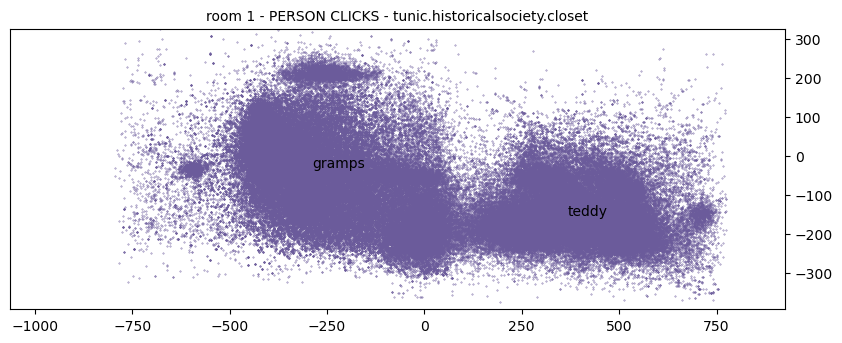 room 1 - PERSON CLICKS - tunic.historicalsociety.closet
300
200
100
0
−100
−200
−300
gramps
teddy
−1000 −750 −500 −250 0 250 500 750